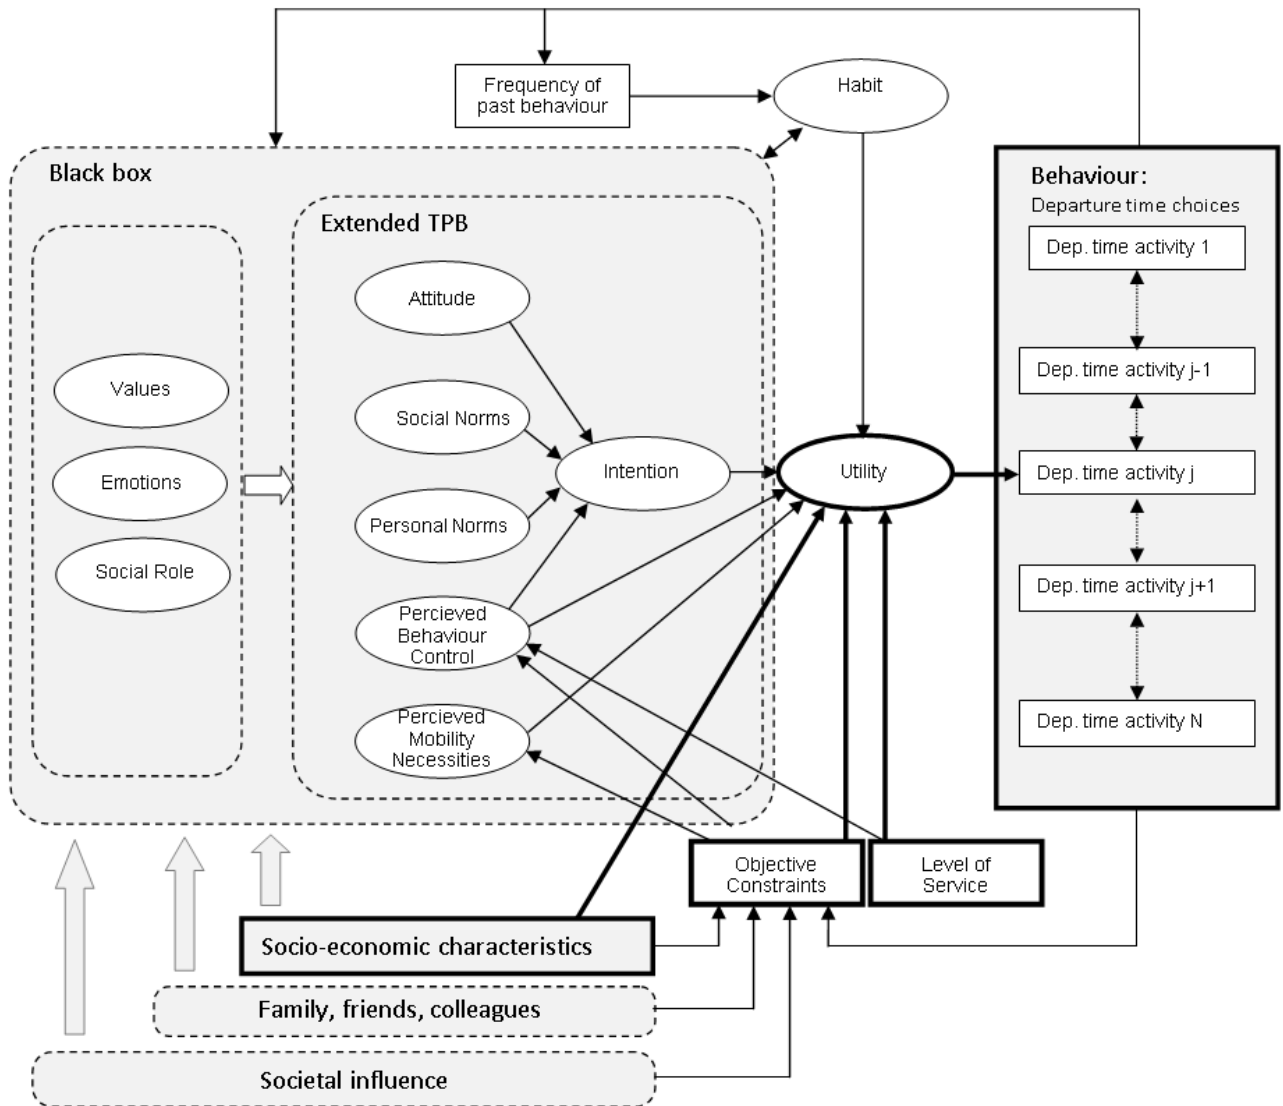 Frequency of
past behaviour
Habit
Black box
Extended TPB
Attitude
Values
Social Norms
Emotions
Intention
Personal Norms
Social Role
Percieved
Behaviour
Control
Percieved
Mobility
Necessities
Utility
Behaviour:
Departure time choices
Dep. time activity 1
Dep. time activity j-1
Dep. time activity j
Dep. time activity j+1
Dep. time activity N
Objective
Constraints
Level of
Service
Socio-economic characteristics
Family, friends, colleagues
Societal influence